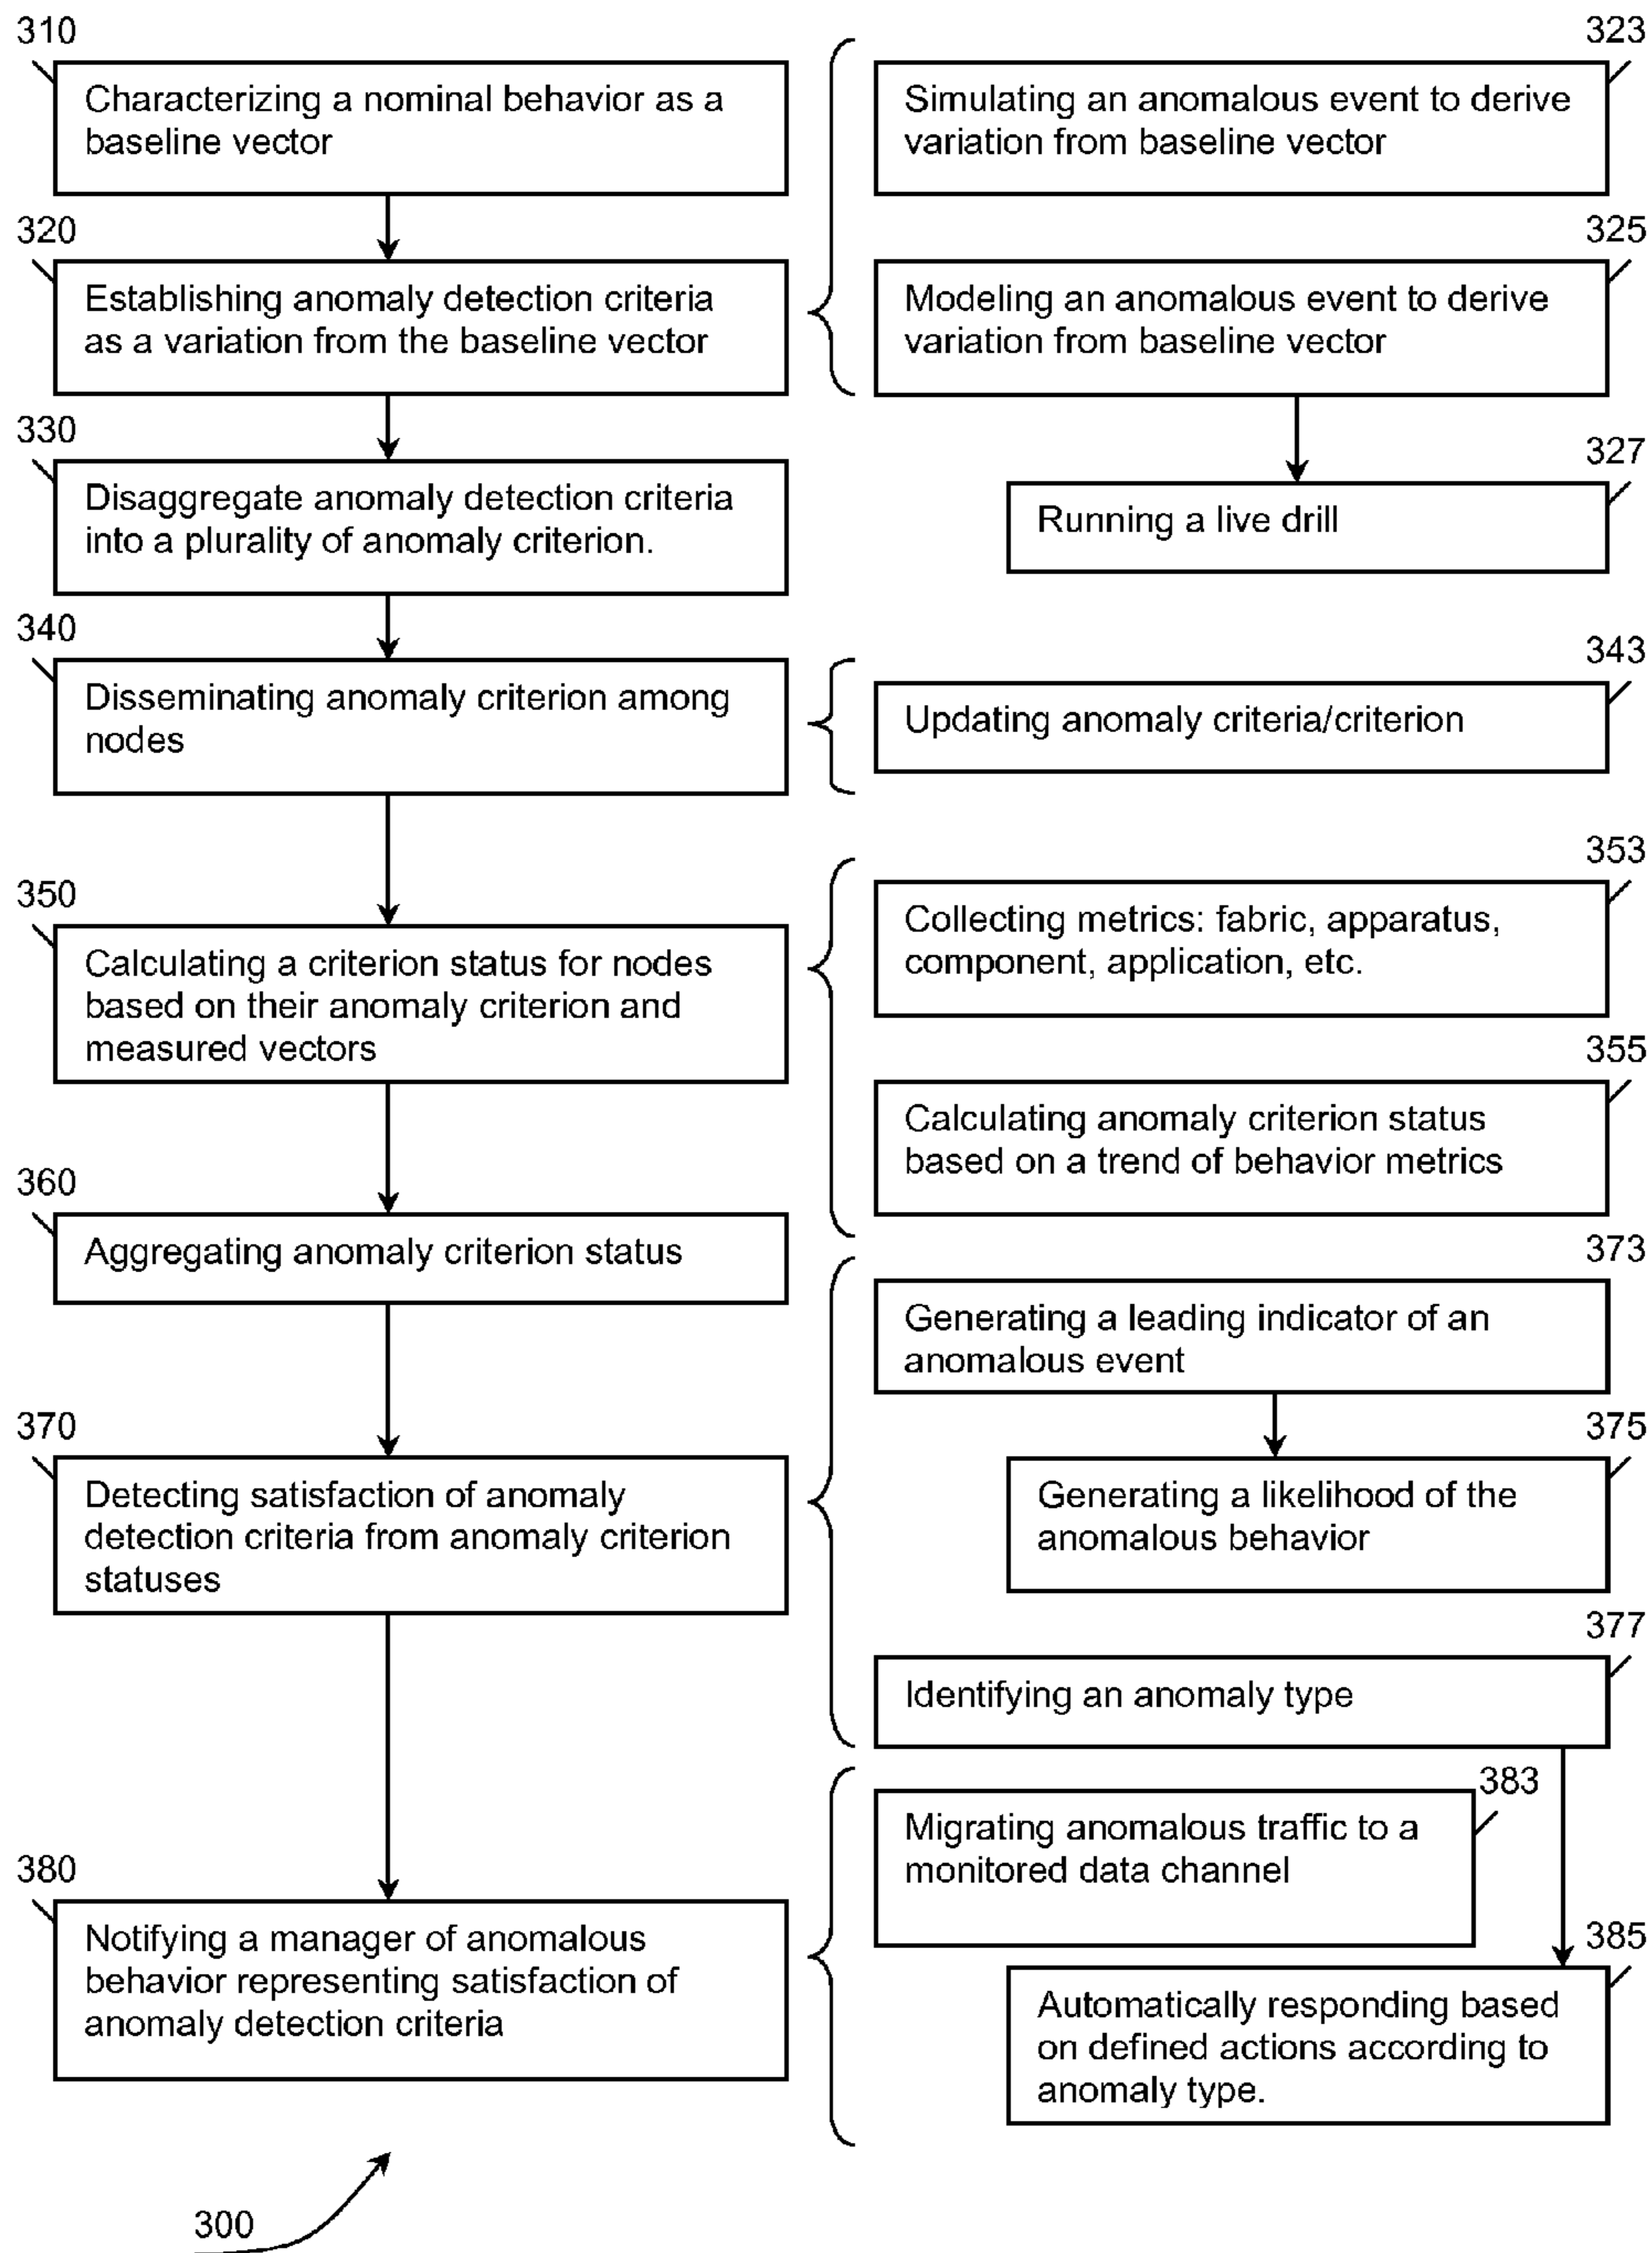 310
Characterizing a nominal behavior as a
baseline vector
323
Simulating an anomalous event to derive
variation from baseline vector
320
Establishing anomaly detection criteria
as a variation from the baseline vector
325
Modeling an anomalous event to derive
variation from baseline vector
330
Disaggregate anomaly detection criteria
into a plurality of anomaly criterion.
327
Running a live drill
340
Disseminating anomaly criterion among
nodes
343
Updating anomaly criteria/criterion
350
Calculating a criterion status for nodes
based on their anomaly criterion and
measured vectors
353
Collecting metrics: fabric, apparatus,
component, application, etc.
355
Calculating anomaly criterion status
based on a trend of behavior metrics
360
Aggregating anomaly criterion status
373
Generating a leading indicator of an
anomalous event
370
Detecting satisfaction of anomaly
detection criteria from anomaly criterion
statuses
375
Generating a likelihood of the
anomalous behavior
377
Identifying an anomaly type
383
Migrating anomalous traffic to a
monitored data channel
380
Notifying a manager of anomalous
behavior representing satisfaction of
anomaly detection criteria
385
Automatically responding based
on defined actions according to
anomaly type.
300